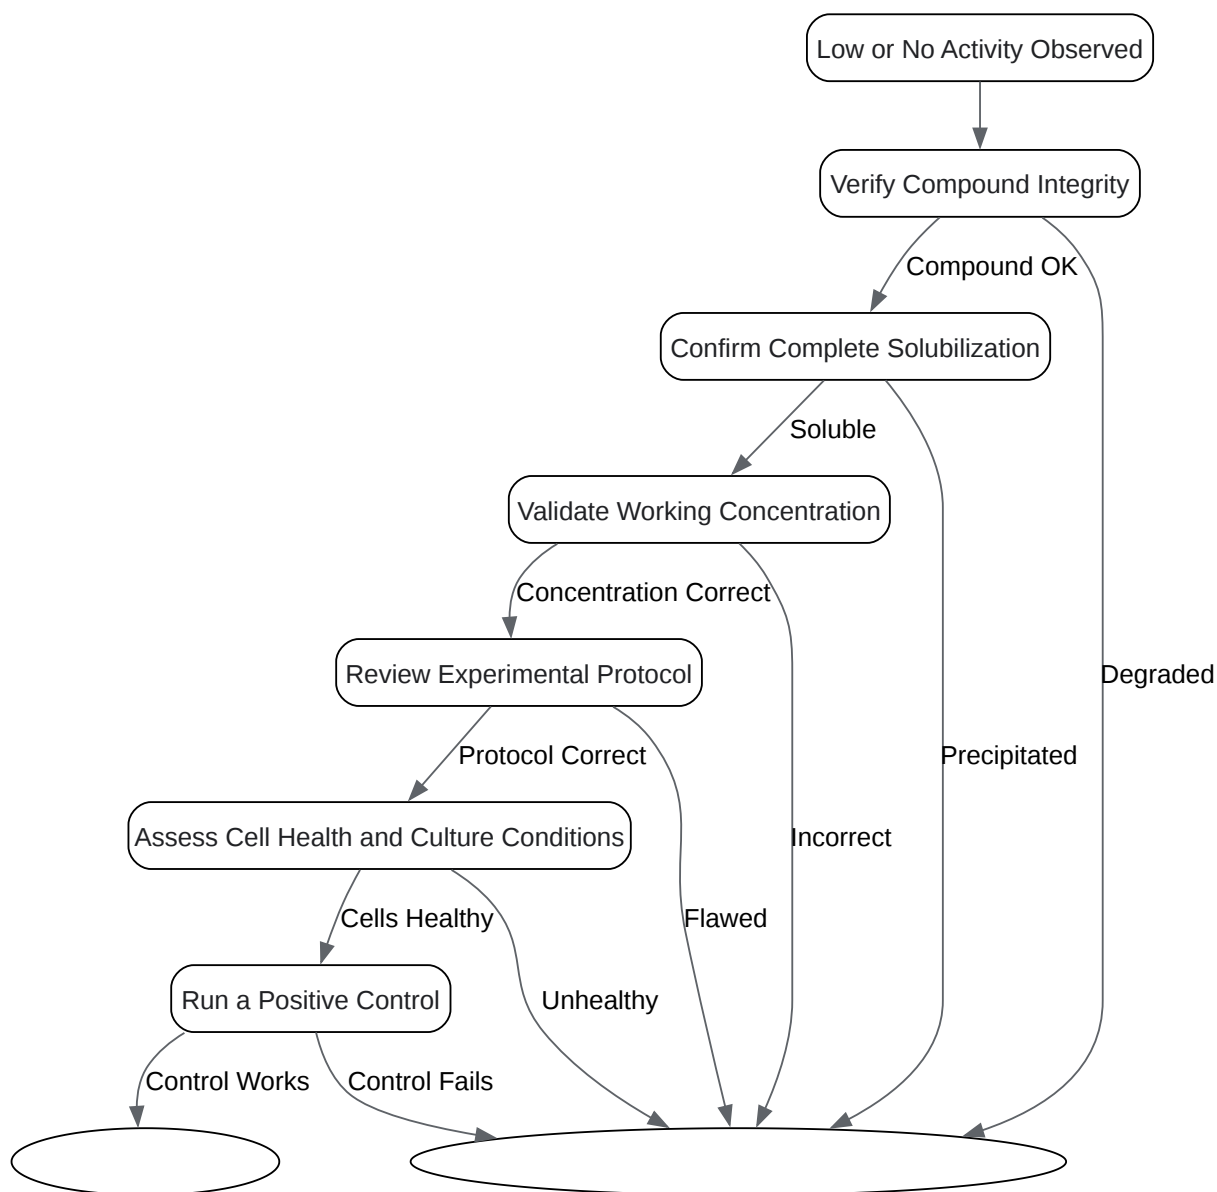 Low or No Activity Observed
Verify Compound Integrity
Compound OK
Confirm Complete Solubilization
Soluble
Validate Working Concentration
Concentration Correct
Review Experimental Protocol
Degraded
Protocol Correct
Precipitated
Assess Cell Health and Culture Conditions
Incorrect
Cells Healthy
Flawed
Run a Positive Control
Unhealthy
Control Works
Control Fails